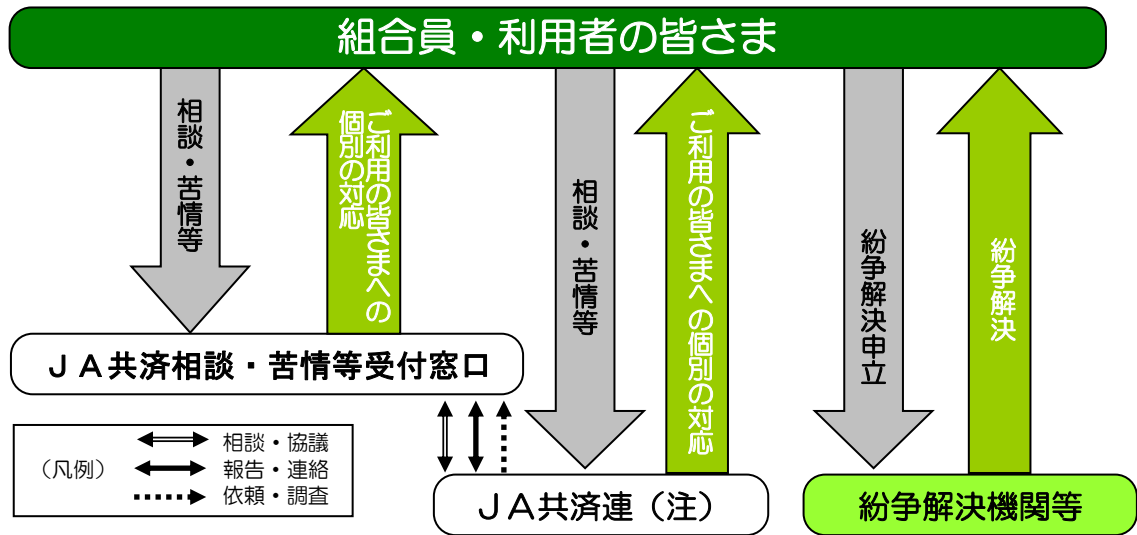 組合員・利用者の皆さま
相談・苦情等
ご利用の皆さまへの
個別の対応
相談・苦情等
ご利用の皆さまへの個別の対応
紛争解決申立
紛争解決
ＪＡ共済相談・苦情等受付窓口
（凡例）
相談・協議
報告・連絡
依頼・調査
ＪＡ共済連（注）
紛争解決機関等